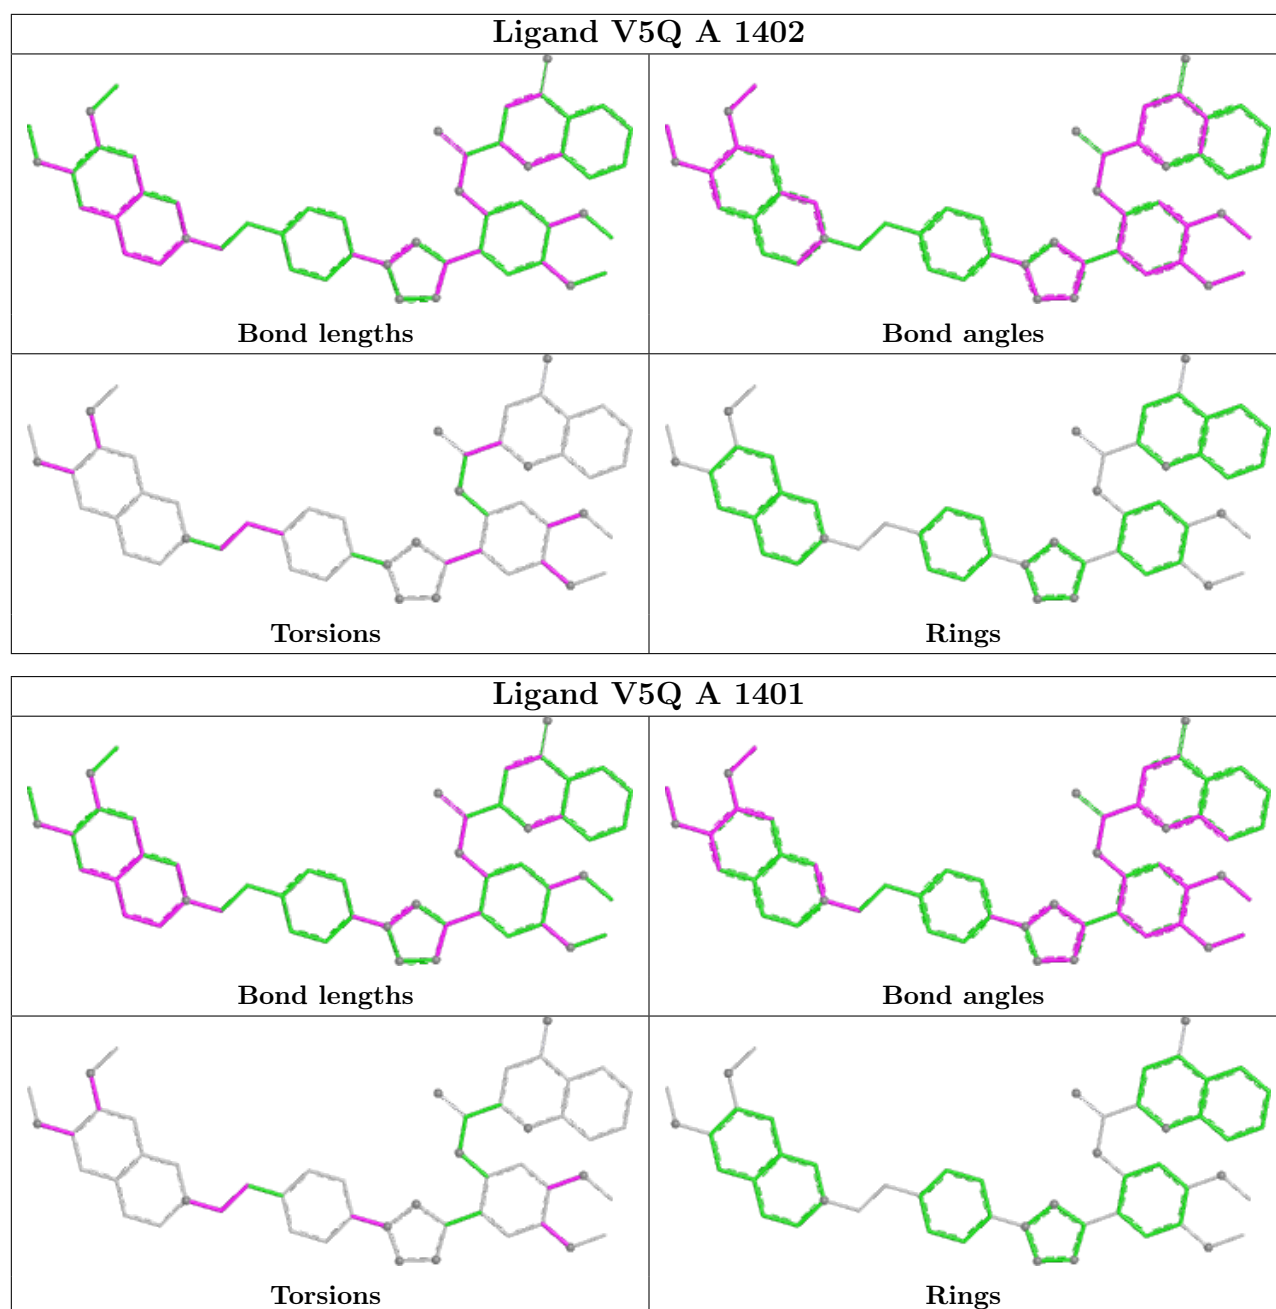 Ligand V5Q A 1402
Bond lengths
Bond angles
Torsions
Rings
Ligand V5Q A 1401
Bond lengths
Bond angles
Torsions
Rings